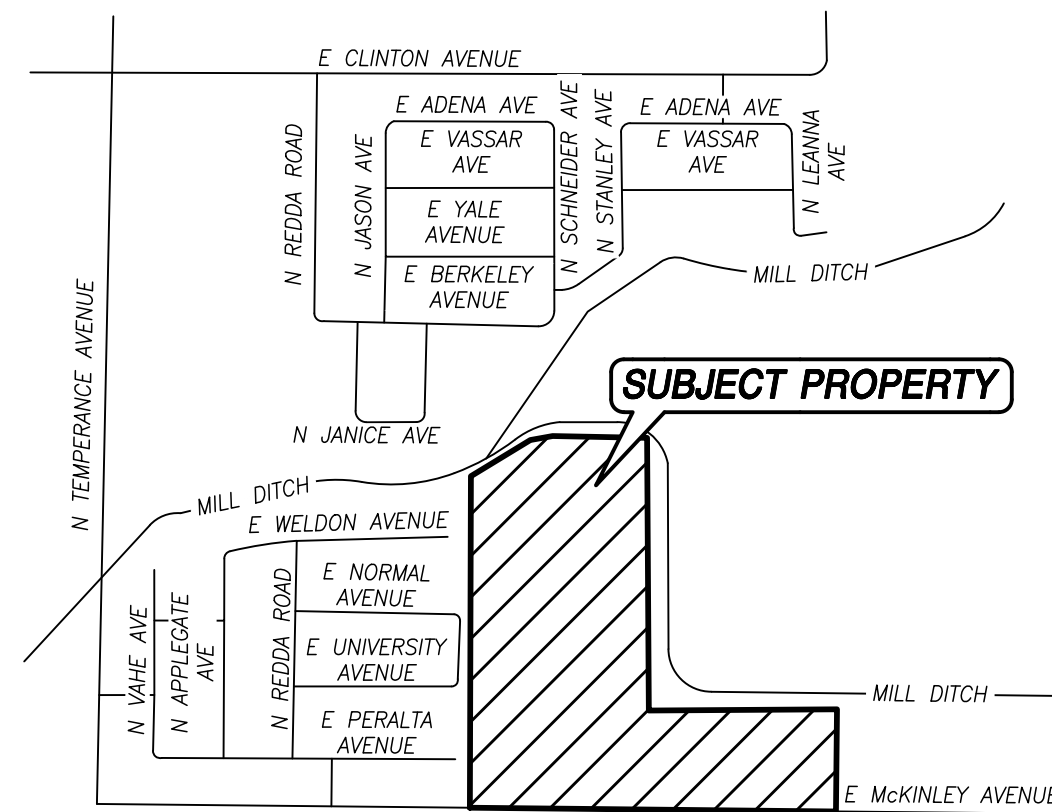 E CLINTON AVENUE
E ADENA AVE
E ADENA AVE
N SCHNEIDER AVE
N STANLEY AVE
E VASSAR
AVE
E VASSAR
AVE
N LEANNA
AVE
N REDDA ROAD
N JASON AVE
E YALE
AVENUE
E BERKELEY
AVENUE
MILL DITCH
N TEMPERANCE AVENUE
SUBJECT PROPERTY
N JANICE AVE
MILL DITCH
E WELDON AVENUE
E NORMAL
AVENUE
N VAHE AVE
N APPLEGATE
AVE
N REDDA ROAD
E UNIVERSITY
AVENUE
MILL DITCH
E PERALTA
AVENUE
E McKINLEY AVENUE